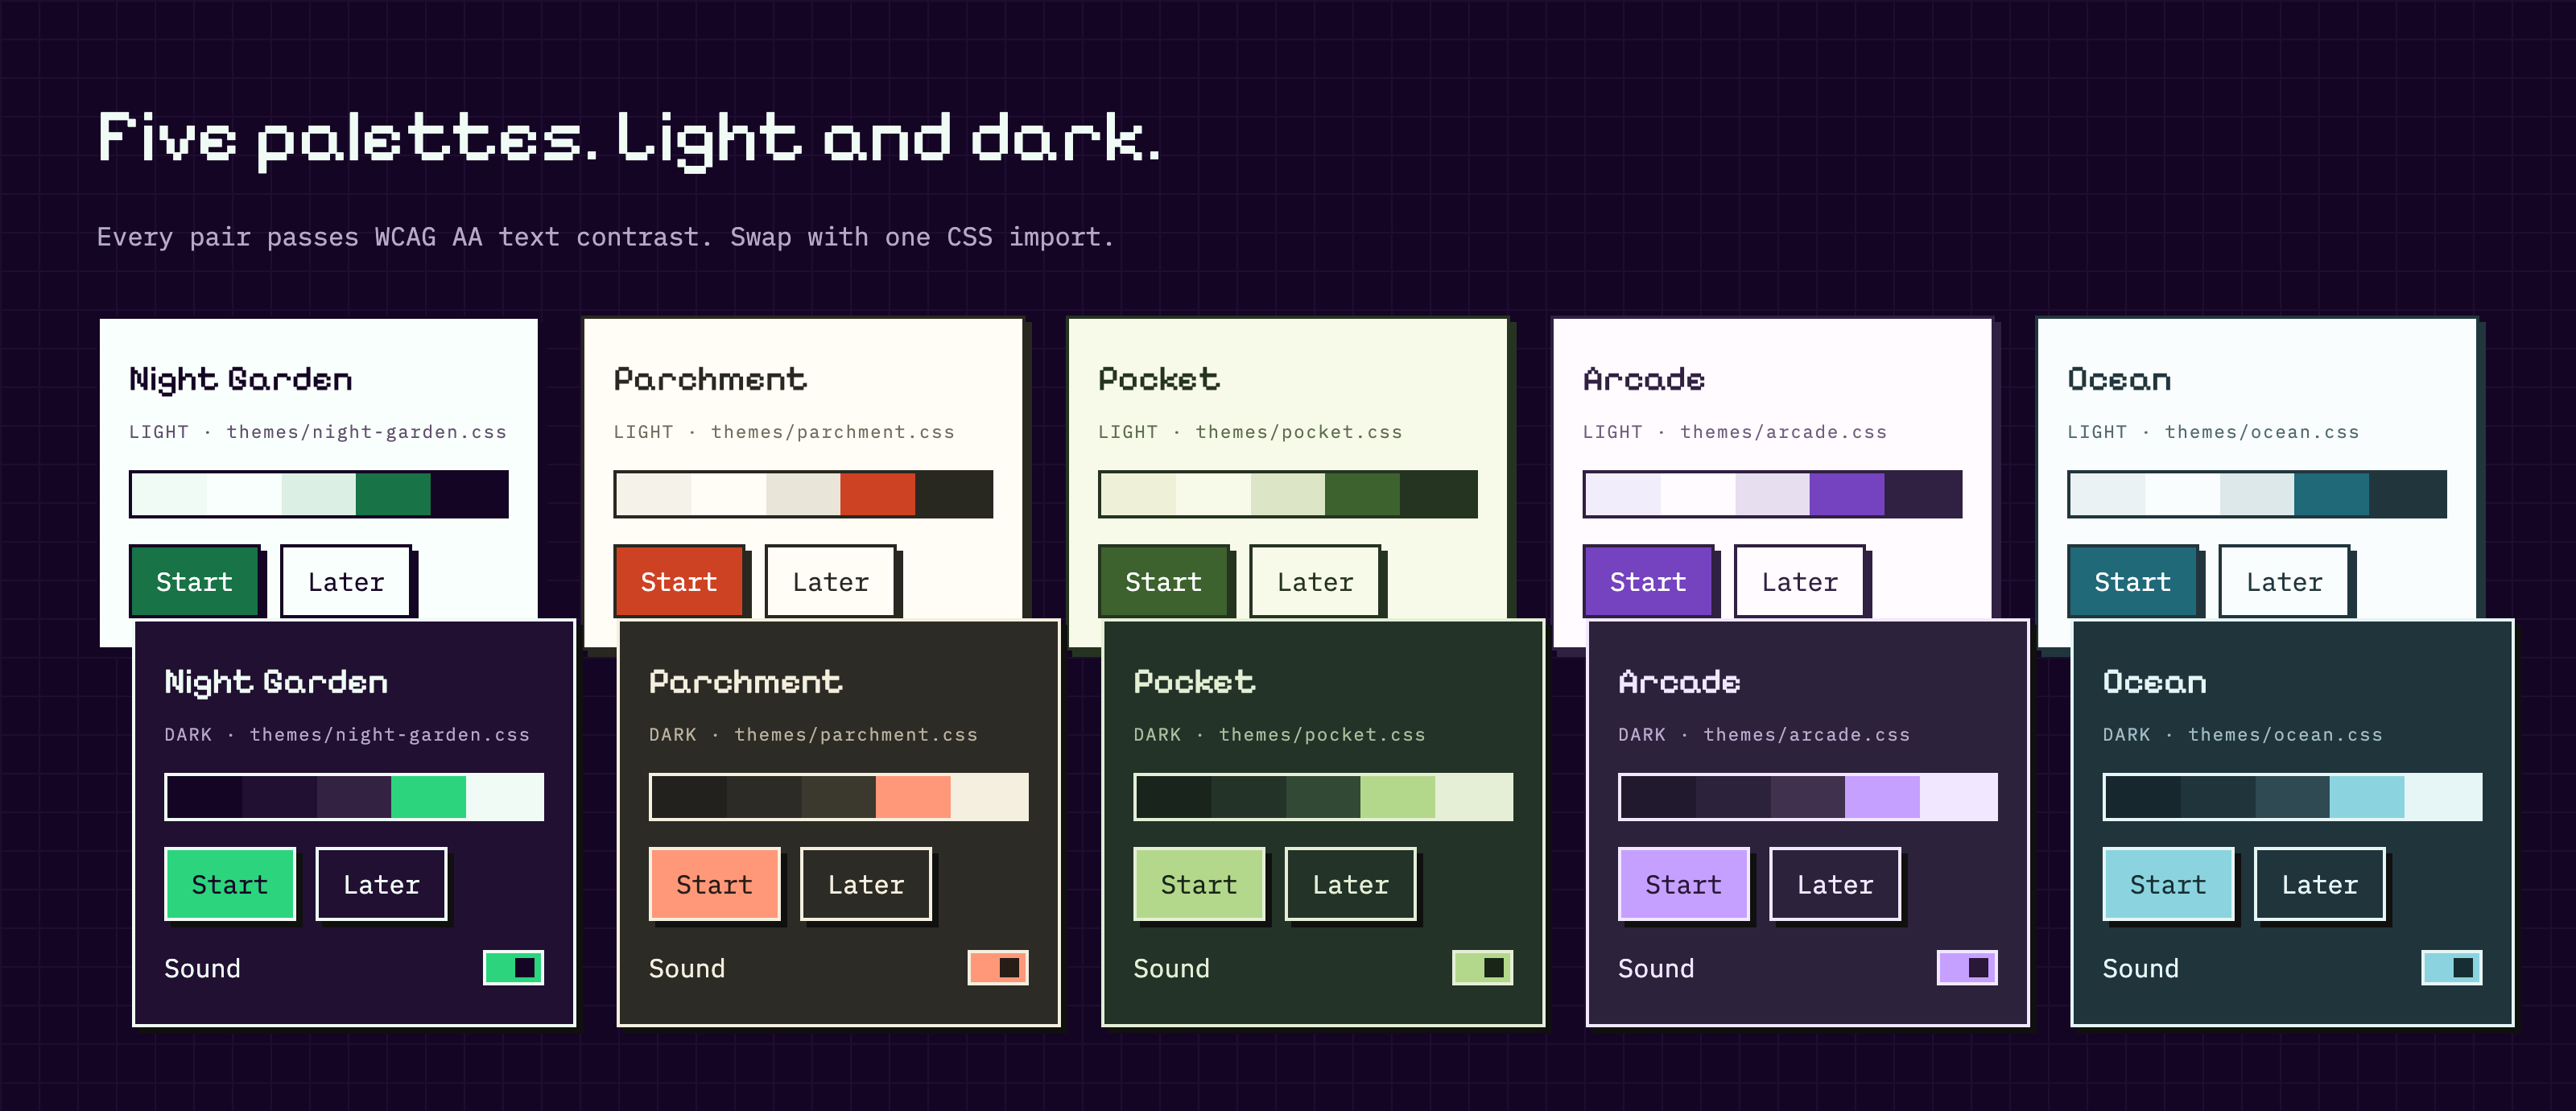 Five palettes. Light and dark.
Every pair passes WCAG AA text contrast. Swap with one CSS import.
Night Garden
LIGHT · themes/night-garden.css
Start
Later
Parchment
LIGHT · themes/parchment.css
Start
Later
Pocket
LIGHT · themes/pocket.css
Start
Later
Arcade
LIGHT · themes/arcade.css
Start
Later
Ocean
LIGHT · themes/ocean.css
Start
Later
Night Garden
DARK · themes/night-garden.css
Start
Later
Sound
Parchment
DARK · themes/parchment.css
Start
Later
Sound
Pocket
DARK · themes/pocket.css
Start
Later
Sound
Arcade
DARK · themes/arcade.css
Start
Later
Sound
Ocean
DARK · themes/ocean.css
Start
Later
Sound